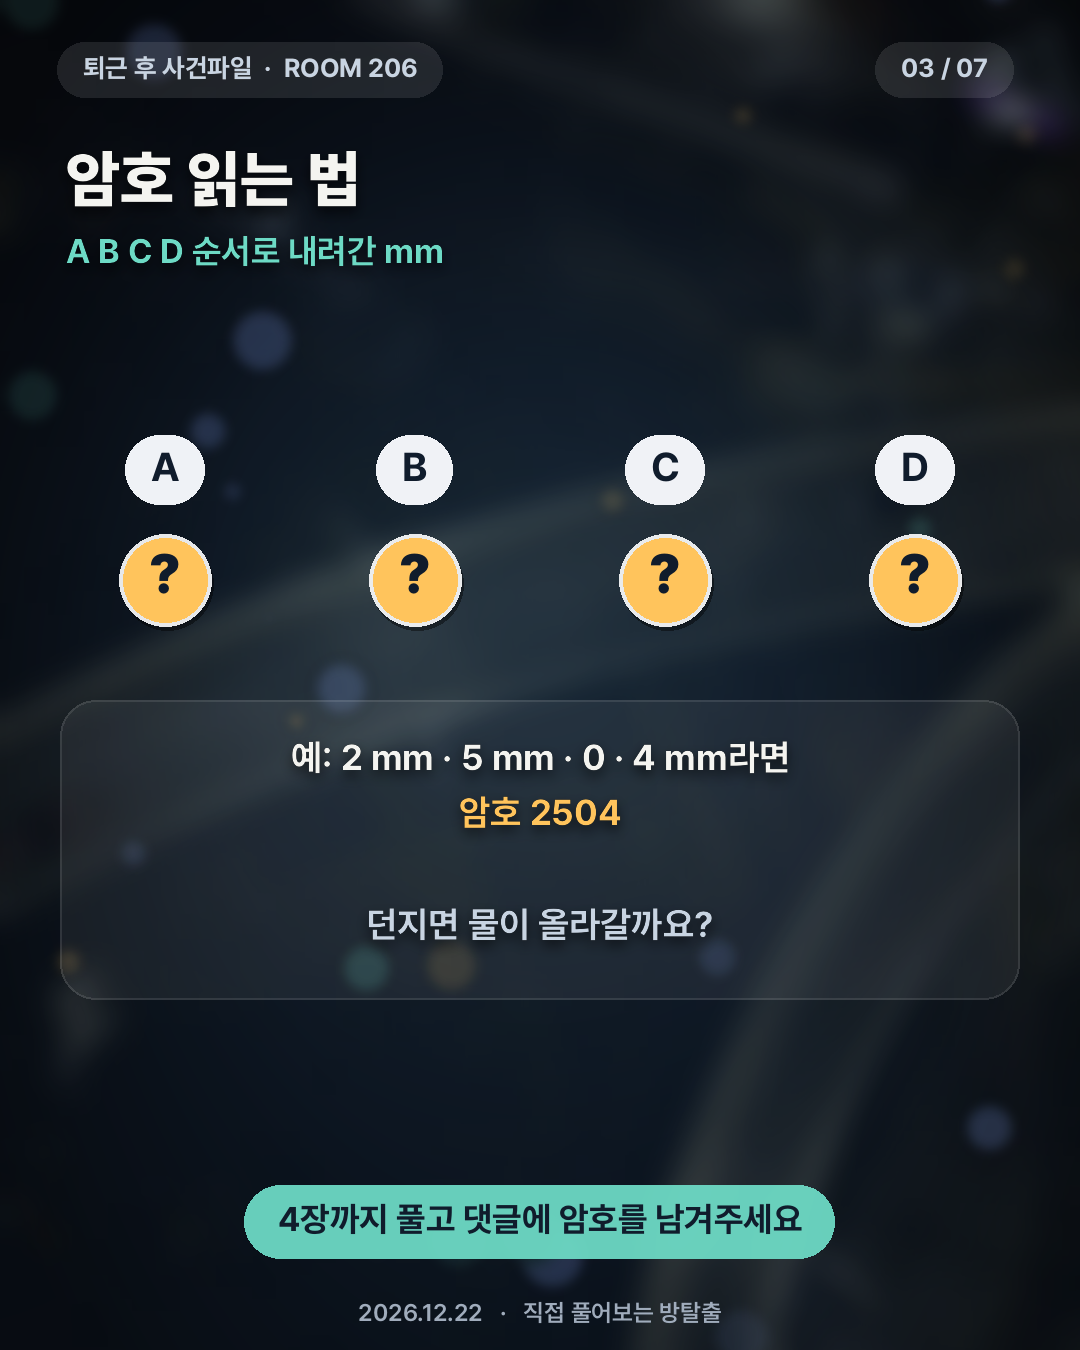 퇴근 후 사건파일 · ROOM 206
03 / 07
암호 읽는 법
A B C D 순서로 내려간 mm
A B C D
? ? ? ?
예: 2 mm · 5 mm · 0 · 4 mm라면
암호 2504
던지면 물이 올라갈까요?
4장까지 풀고 댓글에 암호를 남겨주세요
2026.12.22 · 직접 풀어보는 방탈출